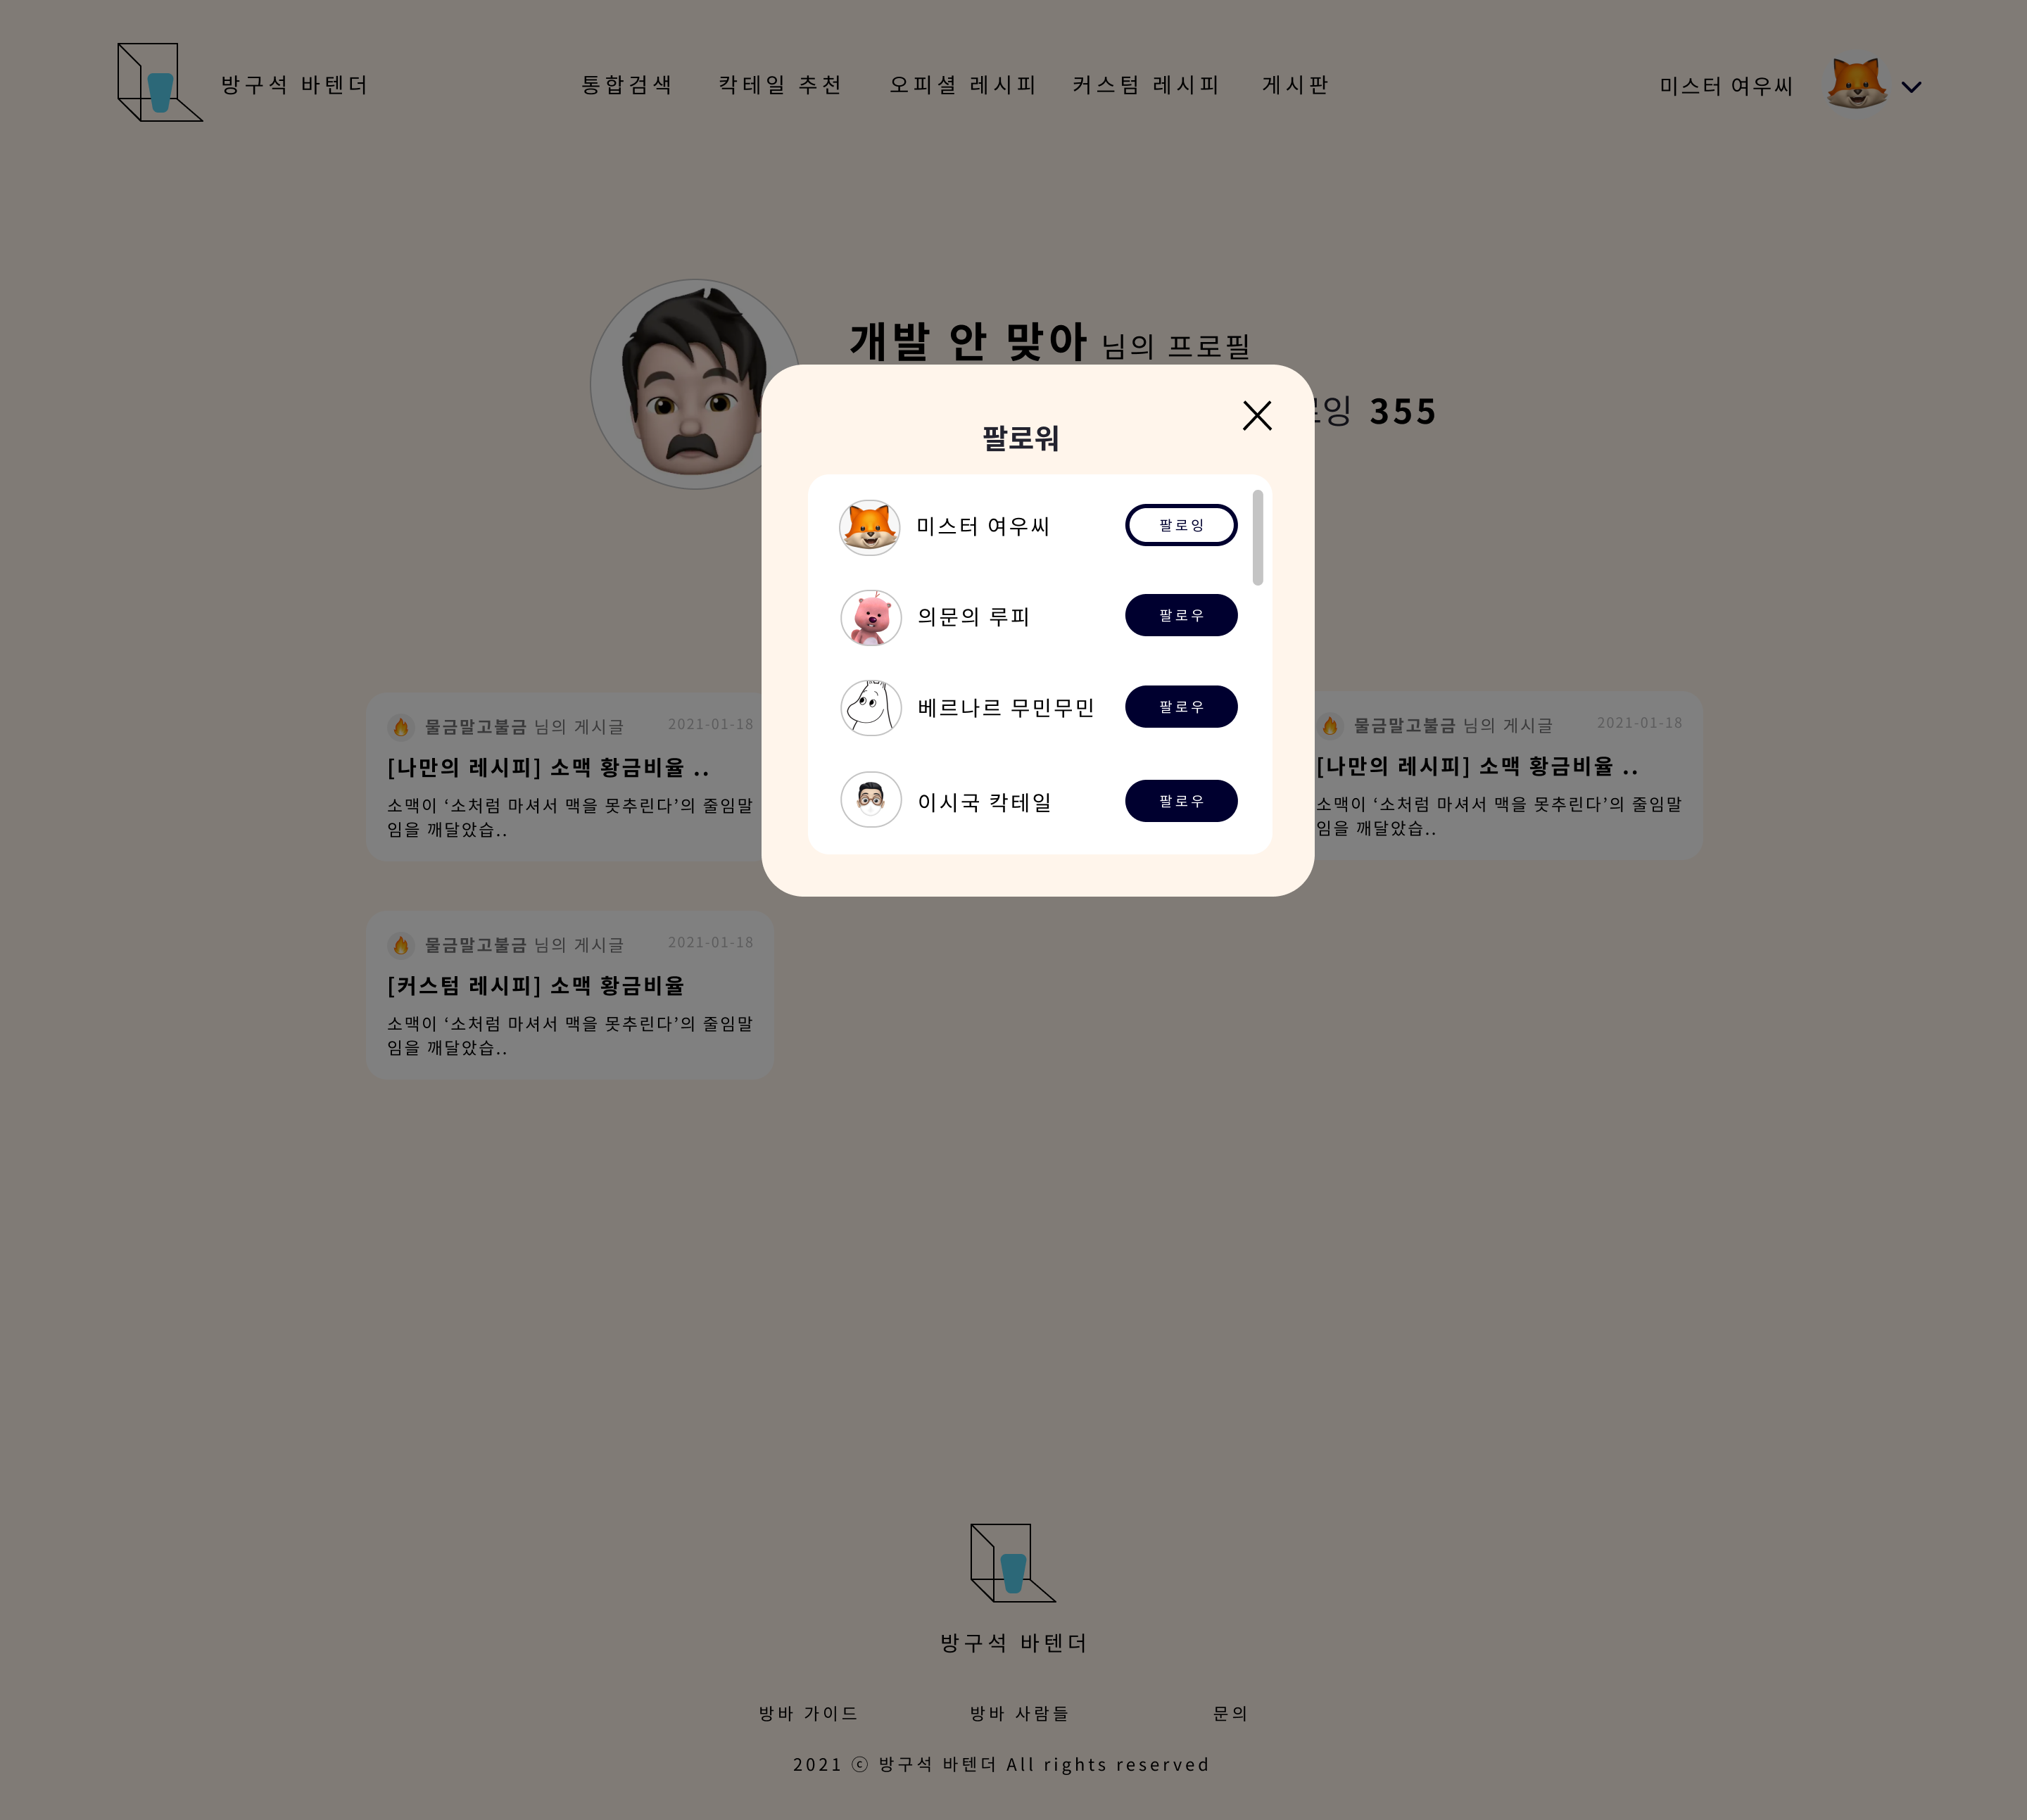 방구석 바텐더
통합검색 칵테일 추천 오피셜 레시피 커스텀 레시피 게시판
미스터 여우씨
개발 안 맞아 님의 프로필
잉 355
팔로워
미스터 여우씨 팔로잉
의문의 루피 팔로우
베르나르 무민무민 팔로우
이시국 칵테일 팔로우
물금말고불금 님의 게시글 2021-01-18
[나만의 레시피] 소맥 황금비율 ..
소맥이 ‘소처럼 마셔서 맥을 못추린다’의 줄임말
임을 깨달았습..
물금말고불금 님의 게시글 2021-01-18
[나만의 레시피] 소맥 황금비율 ..
소맥이 ‘소처럼 마셔서 맥을 못추린다’의 줄임말
임을 깨달았습..
물금말고불금 님의 게시글 2021-01-18
[커스텀 레시피] 소맥 황금비율
소맥이 ‘소처럼 마셔서 맥을 못추린다’의 줄임말
임을 깨달았습..
방구석 바텐더
방바 가이드 방바 사람들 문의
2021 ⓒ 방구석 바텐더 All rights reserved